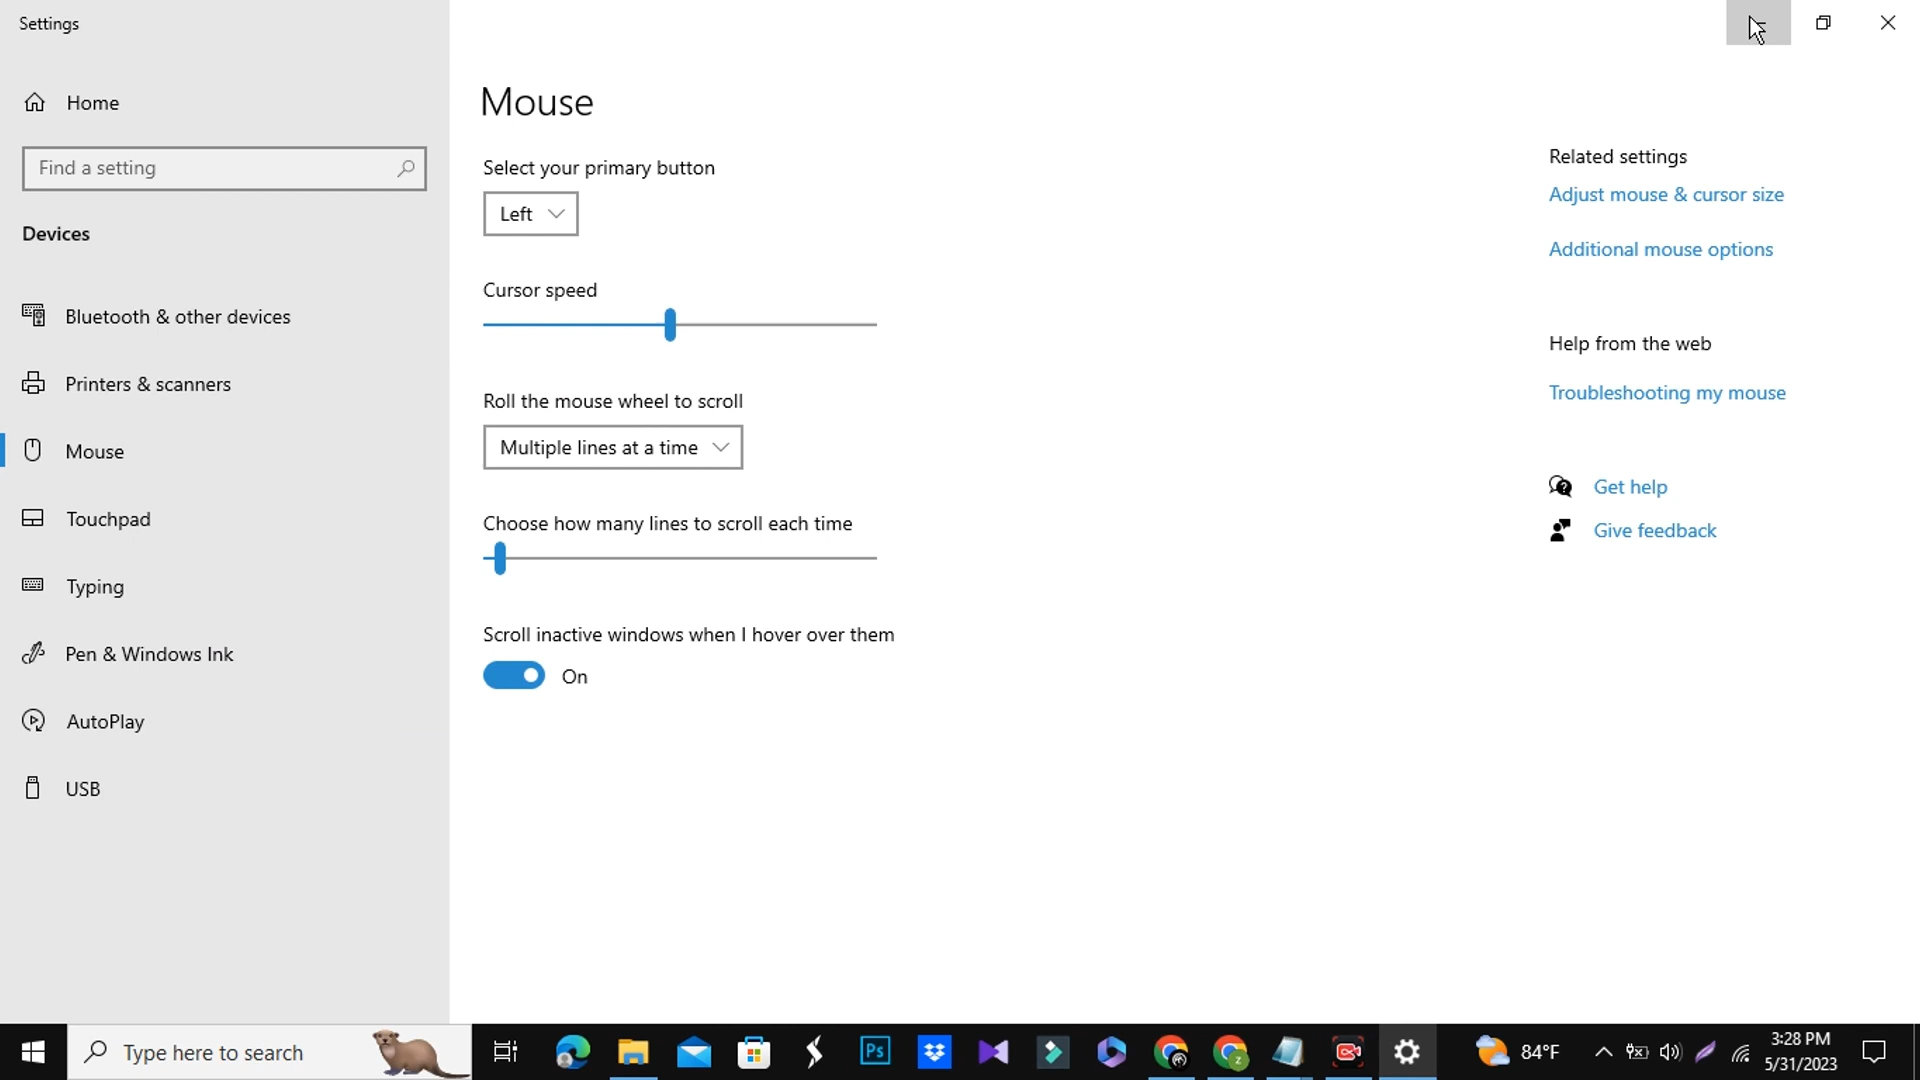 Settings
Home
Find a setting
Devices
Bluetooth & other devices
Printers & scanners
Mouse
Touchpad
Typing
Pen & Windows Ink
AutoPlay
USB
Mouse
Select your primary button
Left
Cursor speed
Roll the mouse wheel to scroll
Multiple lines at a time
Choose how many lines to scroll each time
Scroll inactive windows when I hover over them
On
Related settings
Adjust mouse & cursor size
Additional mouse options
Help from the web
Troubleshooting my mouse
Get help
Give feedback
Type here to search
Ps
z
84°F
3:28 PM
5/31/2023